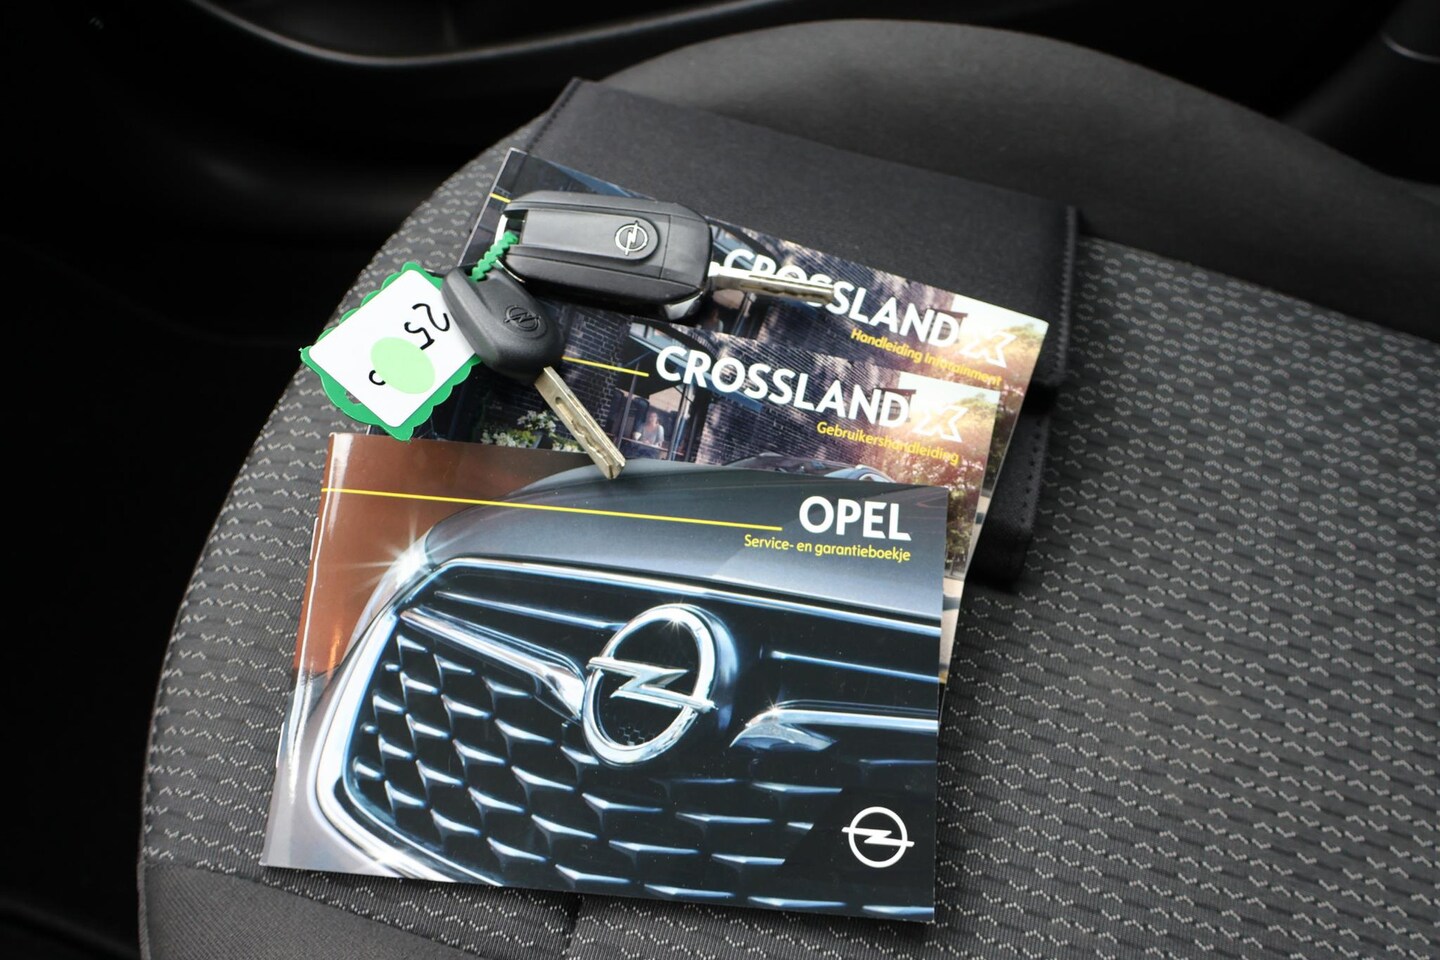 CROSSLAND X
Handleiding Infotainment
CROSSLAND X
Gebruikershandleiding
OPEL
Service- en garantieboekje
25